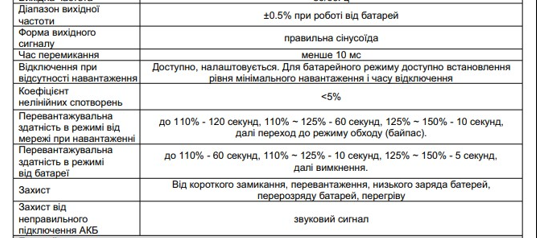 Діапазон вихідної
частоти
±0.5% при роботі від батарей
Форма вихідного
сигналу
правильна синусоїда
Час перемикання
менше 10 мс
Відключення при
відсутності навантаження
Доступно, налаштовується. Для батарейного режиму доступно встановлення
рівня мінімального навантаження і часу відключення
Коефіцієнт
нелінійних спотворень
<5%
Перевантажувальна
здатність в режимі від
мережі при навантаженні
до 110% - 120 секунд, 110% ~ 125% - 60 секунд, 125% ~ 150% - 10 секунд,
далі переход до режиму обходу (байпас).
Перевантажувальна
здатність в режимі
від батареї
до 110% - 60 секунд, 110% ~ 125% - 10 секунд, 125% ~ 150% - 5 секунд,
далі вимкнення.
Захист
Від короткого замикання, перевантаження, низького заряда батерей,
перерозряду батарей, перегріву
Захист від
неправильного
підключення АКБ
звуковий сигнал